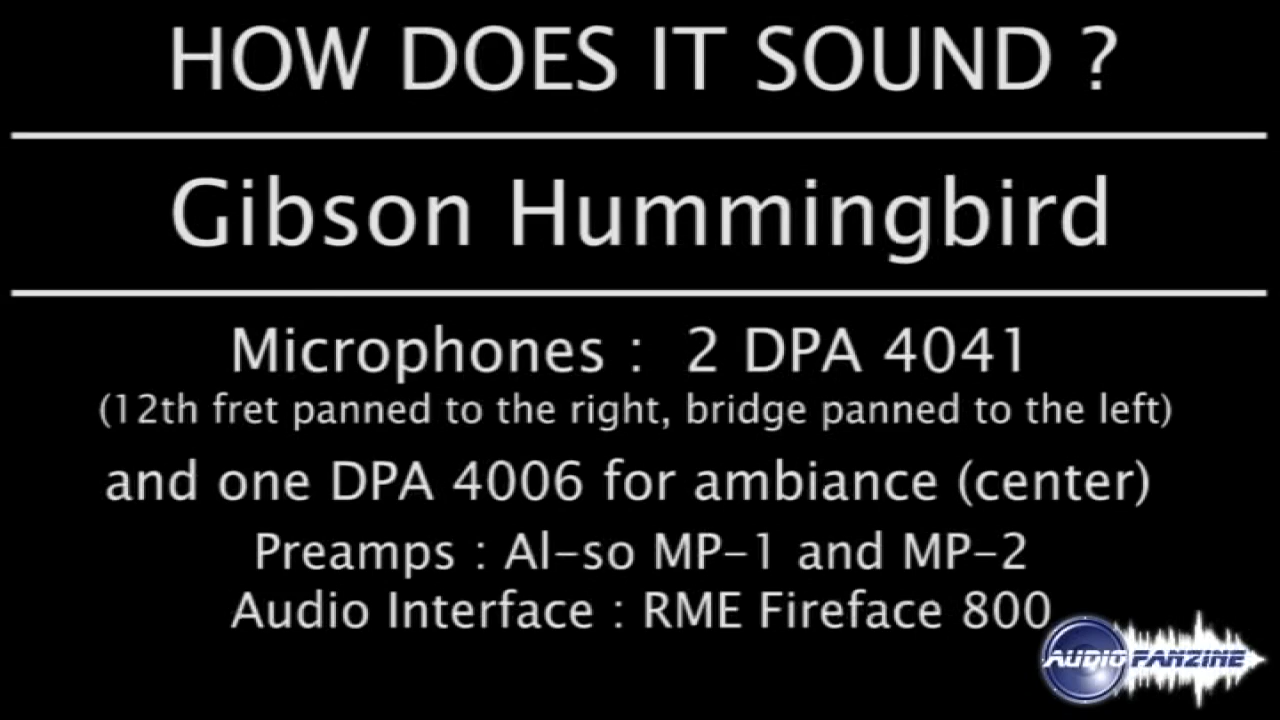 HOW DOES IT SOUND ?
Gibson Hummingbird
Microphones : 2 DPA 4041
(12th fret panned to the right, bridge panned to the left)
and one DPA 4006 for ambiance (center)
Preamps : Al-so MP-1 and MP-2
Audio Interface : RME Fireface 800
AUDIOFANZINE